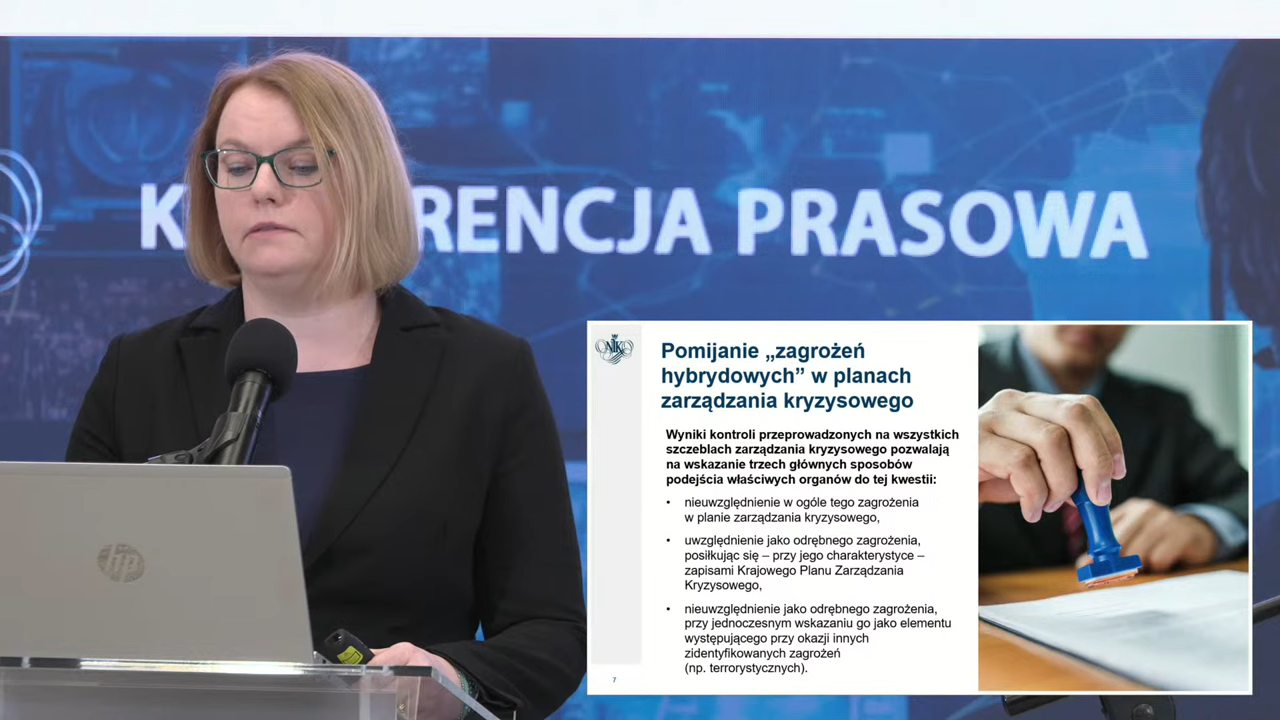 K RENCJA PRASOWA
NIK
Pomijanie „zagrożeń
hybrydowych” w planach
zarządzania kryzysowego
Wyniki kontroli przeprowadzonych na wszystkich
szczeblach zarządzania kryzysowego pozwalają
na wskazanie trzech głównych sposobów
podejścia właściwych organów do tej kwestii:
• nieuwzględnienie w ogóle tego zagrożenia
w planie zarządzania kryzysowego,
• uwzględnienie jako odrębnego zagrożenia,
posiłkując się – przy jego charakterystyce –
zapisami Krajowego Planu Zarządzania
Kryzysowego,
• nieuwzględnienie jako odrębnego zagrożenia,
przy jednoczesnym wskazaniu go jako elementu
występującego przy okazji innych
zidentyfikowanych zagrożeń
(np. terrorystycznych).
7
hp